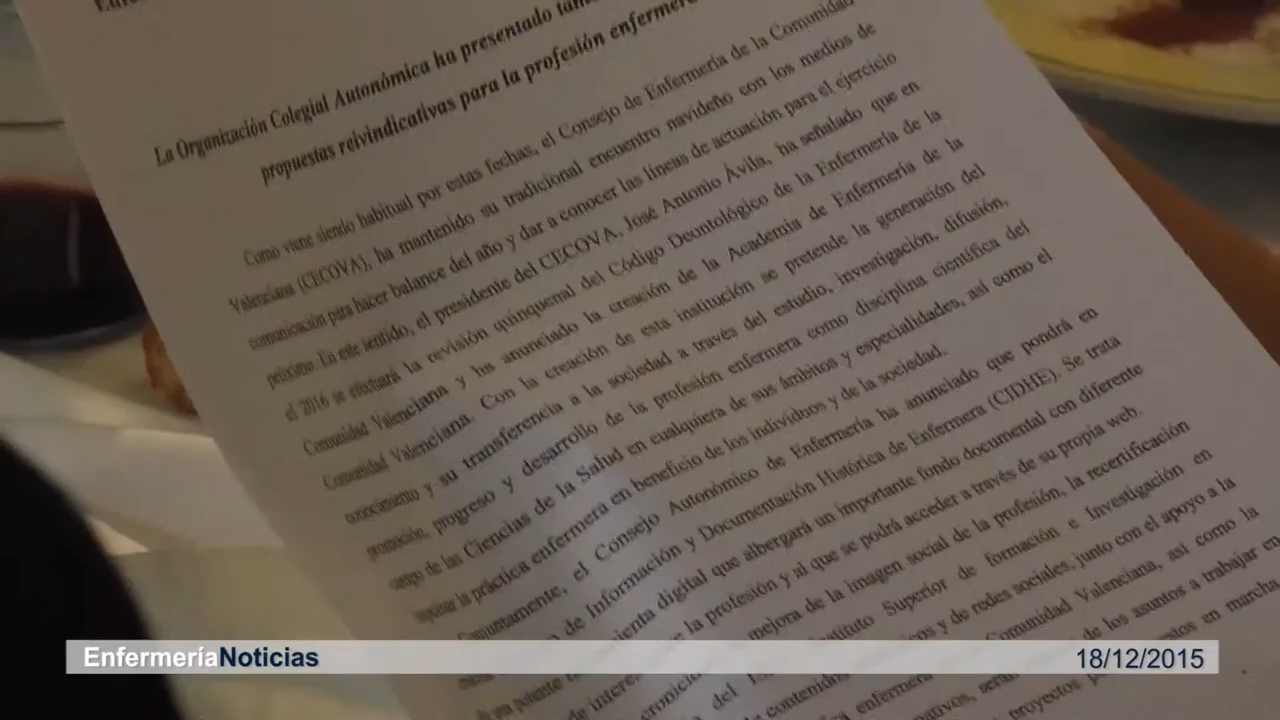 La Organización Colegial Autonómica ha presentado
propuestas reivindicativas para la profesión enfermera
Como viene siendo habitual por estas fechas, el Consejo de Enfermería de la Comunidad
Valenciana (CECOVA), ha mantenido su tradicional encuentro navideño con los medios de
comunicación para hacer balance del año y dar a conocer las líneas de actuación para el ejercicio
próximo. En este sentido, el presidente del CECOVA, José Antonio Ávila, ha señalado que en
el 2016 se efectuará la revisión quinquenal del Código Deontológico de la Enfermería de la
Comunidad Valenciana y ha anunciado la creación de la Academia de Enfermería de la
Comunidad Valenciana. Con la creación de esta institución se pretende la generación del
conocimiento y su transferencia a la sociedad a través del estudio, investigación, difusión,
promoción, progreso y desarrollo de la profesión enfermera como disciplina científica del
campo de las Ciencias de la Salud en cualquiera de sus ámbitos y especialidades, así como el
la práctica enfermera en beneficio de los individuos y de la sociedad.
el Consejo Autonómico de Enfermería ha anunciado que pondrá en
de Información y Documentación Histórica de Enfermera (CIDHE). Se trata
digital que albergará un importante fondo documental con diferente
la profesión y al que se podrá acceder a través de su propia web.
mejora de la imagen social de la profesión, la recertificación
Superior de formación e Investigación en
y de redes sociales, junto con el apoyo a la
Comunidad Valenciana, así como la
de los asuntos a trabajar en
proyectos en marcha
EnfermeríaNoticias
18/12/2015